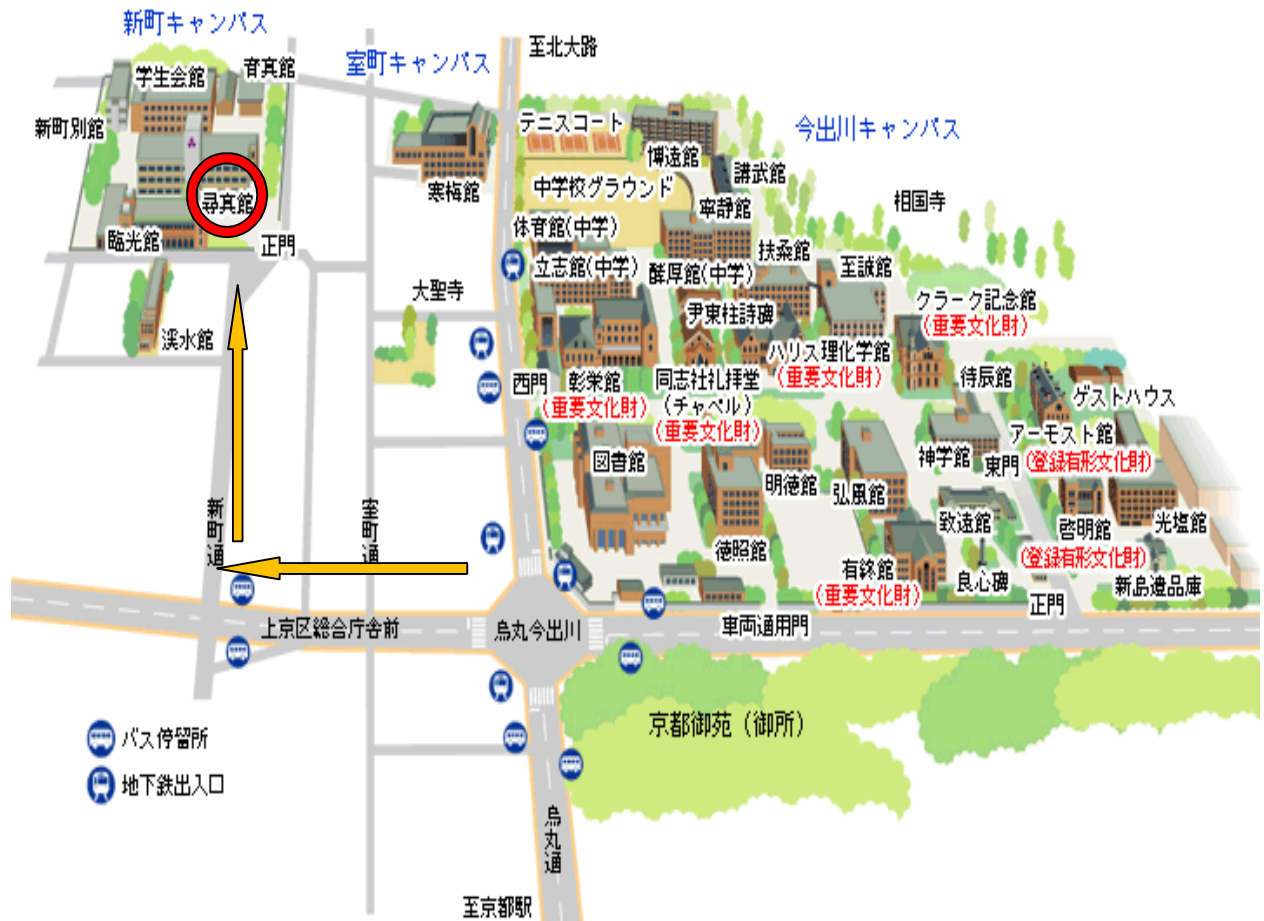 新町キャンパス
室町キャンパス
至北大路
今出川キャンパス
学生会館
育真館
新町別館
尋真館
臨光館
正門
渓水館
寒梅館
大聖寺
テニスコート
博遠館
中学校グラウンド
講武館
寧静館
相国寺
体育館(中学)
扶桑館
立志館(中学)
酵厚館(中学)
至誠館
尹東柱詩碑
クラーク記念館
(重要文化財)
ハリス理化学館
(重要文化財)
西門
彰栄館
(重要文化財)
同志社礼拝堂
(チャペル)
(重要文化財)
待辰館
ゲストハウス
アーモスト館
(登録有形文化財)
図書館
明徳館
弘風館
神学館
東門
徳照館
致遠館
啓明館
(登録有形文化財)
光塩館
有終館
(重要文化財)
良心碑
正門
新島遺品庫
新町通
室町通
上京区総合庁舎前
烏丸今出川
車両通用門
京都御苑(御所)
バス停留所
地下鉄出入口
烏丸通
至京都駅